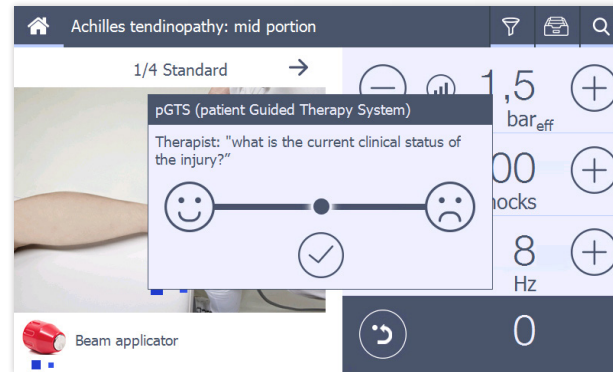 Achilles tendinopathy: mid portion
1/4 Standard
pGTS (patient Guided Therapy System)
Therapist: "what is the current clinical status of
the injury?"
1,5
bar eff
00
8
Hz
0
Beam applicator